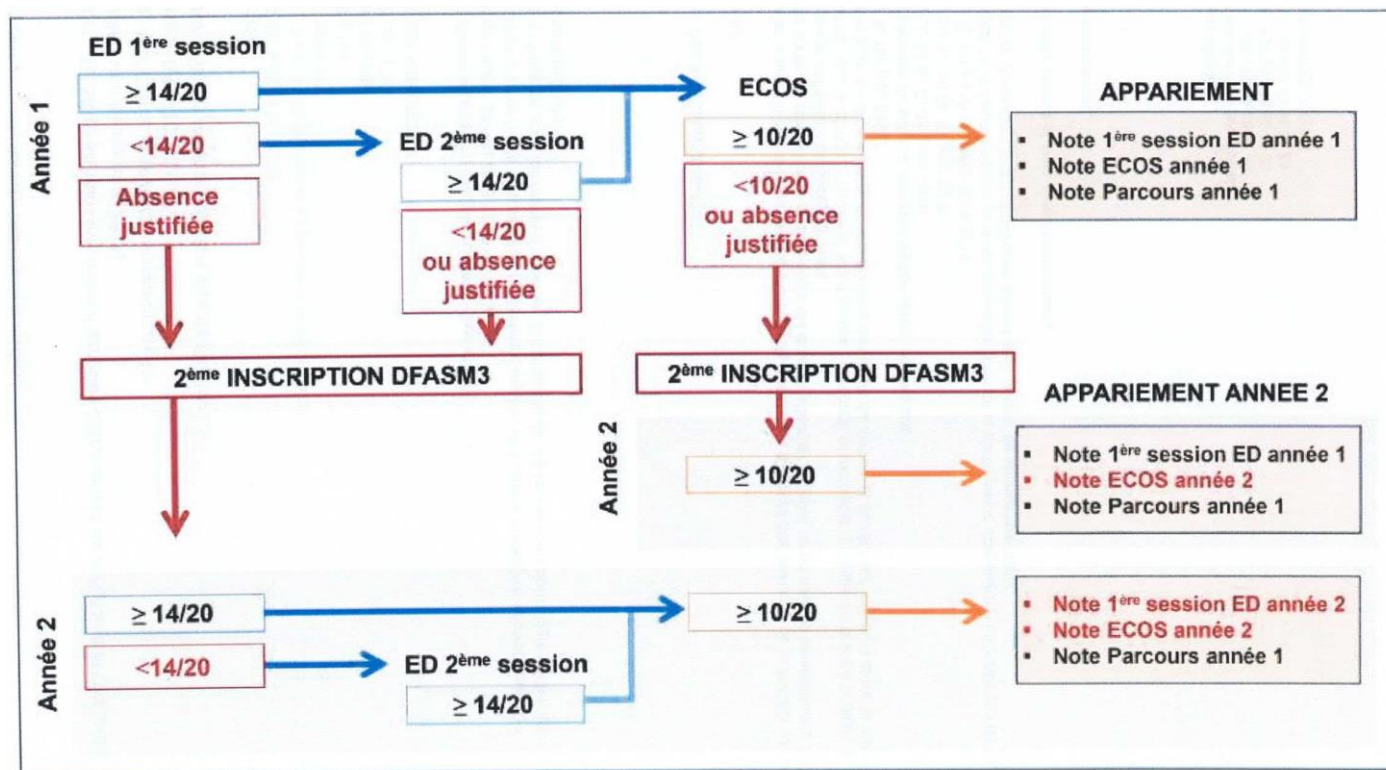 ED 1ère session
≥ 14/20
ECOS
APPARIEMENT
Année 1
<14/20
ED 2ème session
≥ 10/20
▪ Note 1ère session ED année 1
▪ Note ECOS année 1
▪ Note Parcours année 1
≥ 14/20
Absence
justifiée
<10/20
ou absence
justifiée
<14/20
ou absence
justifiée
2ème INSCRIPTION DFASM3
2ème INSCRIPTION DFASM3
APPARIEMENT ANNEE 2
Année 2
≥ 10/20
▪ Note 1ère session ED année 1
▪ Note ECOS année 2
▪ Note Parcours année 1
Année 2
≥ 14/20
≥ 10/20
▪ Note 1ère session ED année 2
▪ Note ECOS année 2
▪ Note Parcours année 1
<14/20
ED 2ème session
≥ 14/20